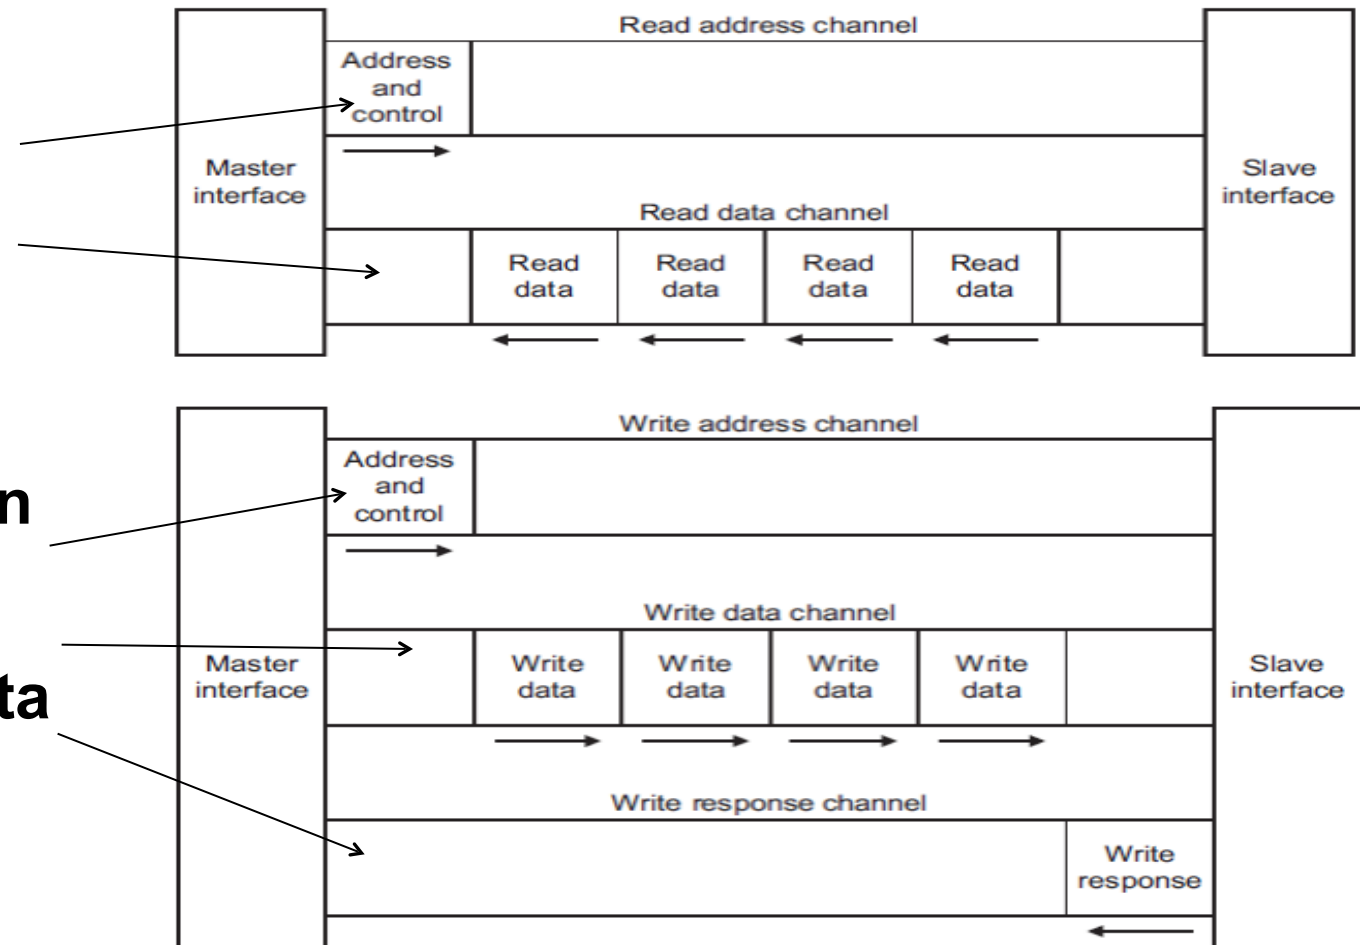 Read address channel
Address
and
control
Master
interface
Slave
interface
Read data channel
Read
data
Read
data
Read
data
Read
data
Write address channel
Address
and
control
n
Write data channel
Master
interface
Write
data
Write
data
Write
data
Write
data
Slave
interface
ta
Write response channel
Write
response